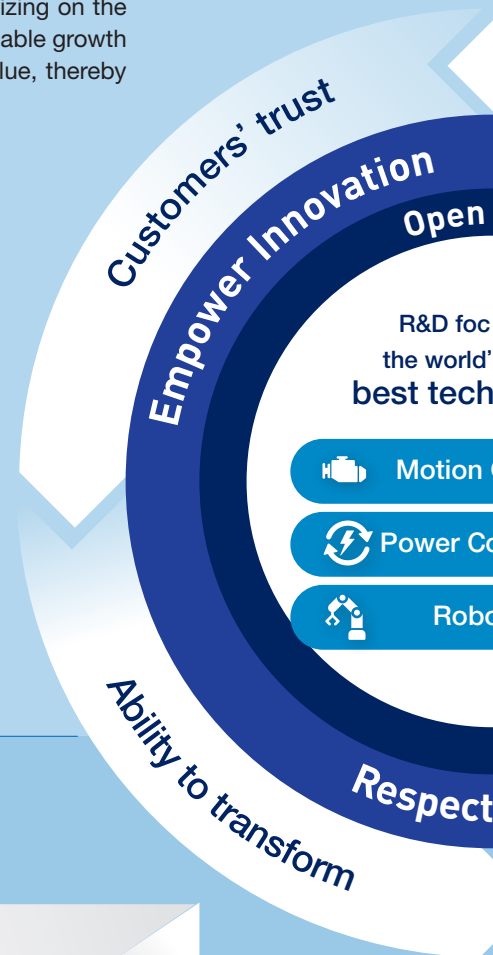 izing on the
able growth
lue, thereby
Customers' trust
Empower Innovation
Open
R&D foc
the world'
best tech
Motion
Power Co
Robo
Ability to transform
Respect